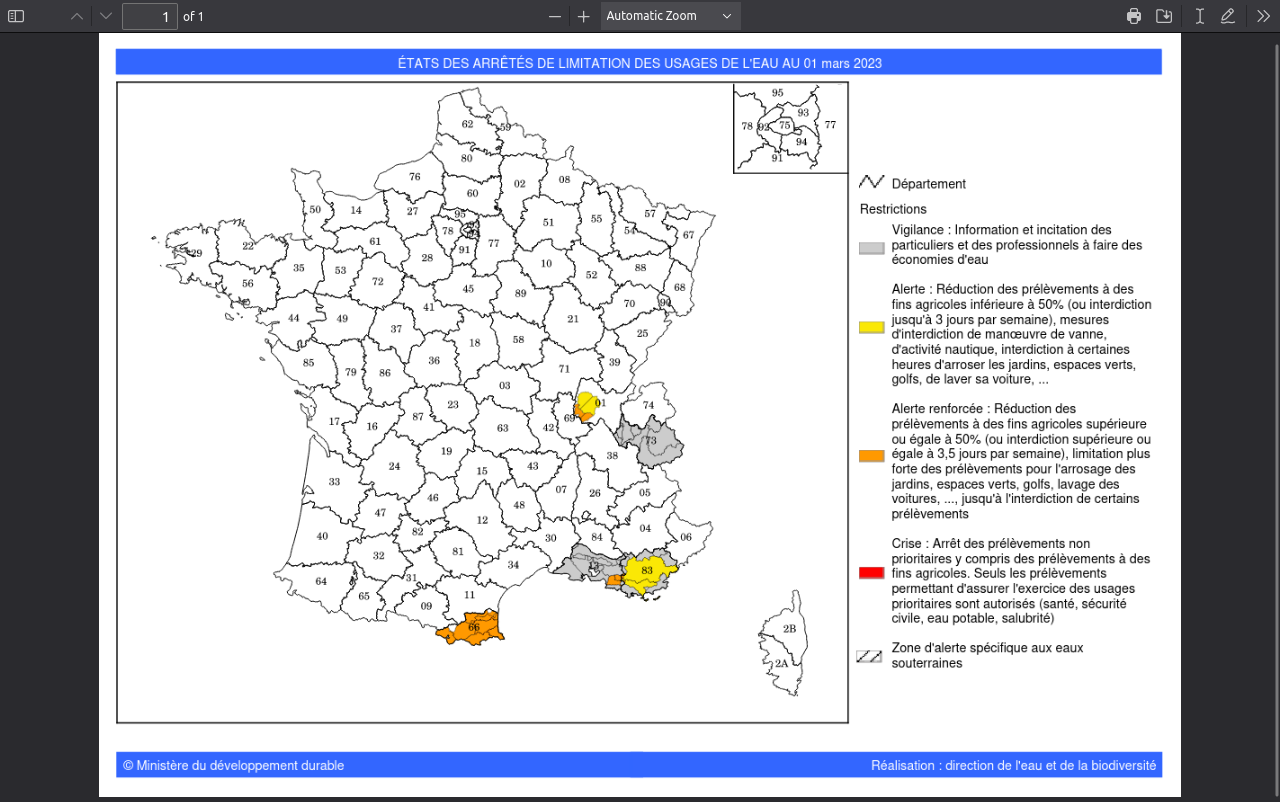 1 of 1
Automatic Zoom
ÉTATS DES ARRÊTÉS DE LIMITATION DES USAGES DE L'EAU AU 01 mars 2023
95
93
78 92 75 77
94
91
62 59
80
76 60 02 08
50 14 27 95 51 55 57
78 77 54 67
22 29 61 91
35 53 28 10 88
56 72 45 52 68
41 89 70 90
44 49 21
37 18 58 25
85 79 86 36 71 39
03
23 01 74
17 16 87 63 42 69 73
19 38
24 15 43
33 46 48 07 26 05
47 12 04
40 82 30 84 06
32 81 34 13 83
64 31
65 09 11
66
2B
2A
Département
Restrictions
Vigilance : Information et incitation des
particuliers et des professionnels à faire des
économies d'eau
Alerte : Réduction des prélèvements à des
fins agricoles inférieure à 50% (ou interdiction
jusqu'à 3 jours par semaine), mesures
d'interdiction de manœuvre de vanne,
d'activité nautique, interdiction à certaines
heures d'arroser les jardins, espaces verts,
golfs, de laver sa voiture, ...
Alerte renforcée : Réduction des
prélèvements à des fins agricoles supérieure
ou égale à 50% (ou interdiction supérieure ou
égale à 3,5 jours par semaine), limitation plus
forte des prélèvements pour l'arrosage des
jardins, espaces verts, golfs, lavage des
voitures, ..., jusqu'à l'interdiction de certains
prélèvements
Crise : Arrêt des prélèvements non
prioritaires y compris des prélèvements à des
fins agricoles. Seuls les prélèvements
permettant d'assurer l'exercice des usages
prioritaires sont autorisés (santé, sécurité
civile, eau potable, salubrité)
Zone d'alerte spécifique aux eaux
souterraines
© Ministère du développement durable
Réalisation : direction de l'eau et de la biodiversité